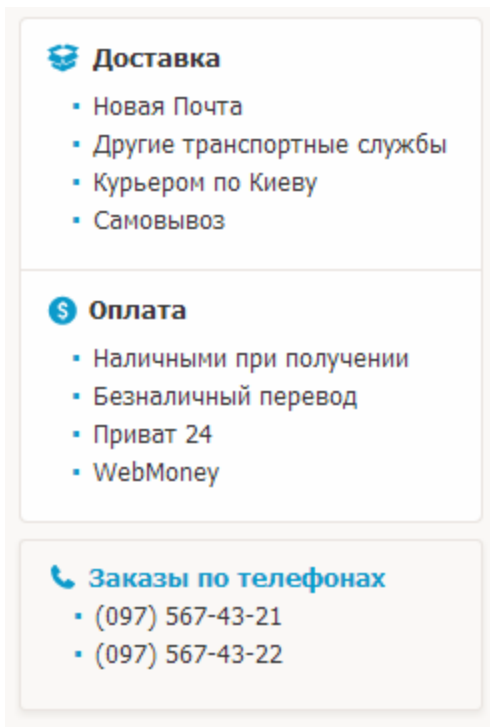 Доставка
Новая Почта
Другие транспортные службы
Курьером по Киеву
Самовывоз
Оплата
Наличными при получении
Безналичный перевод
Приват 24
WebMoney
Заказы по телефонах
(097) 567-43-21
(097) 567-43-22